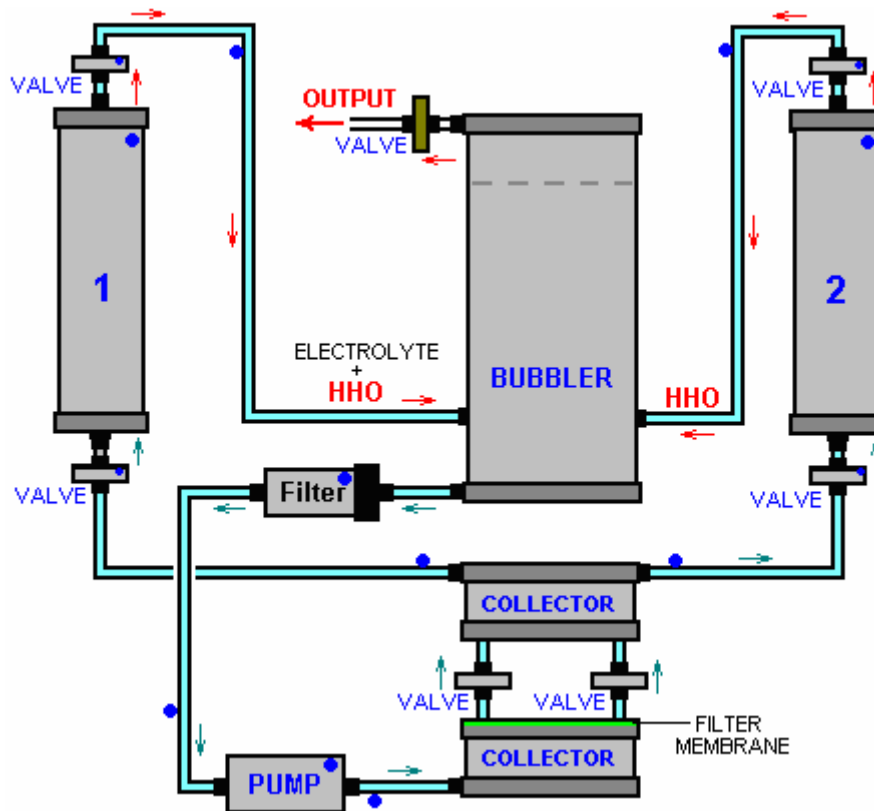 VALVE
VALVE
OUTPUT
VALVE
1
2
ELECTROLYTE
+
HHO
BUBBLER
HHO
VALVE
Filter
VALVE
COLLECTOR
VALVE
VALVE
FILTER
MEMBRANE
COLLECTOR
PUMP